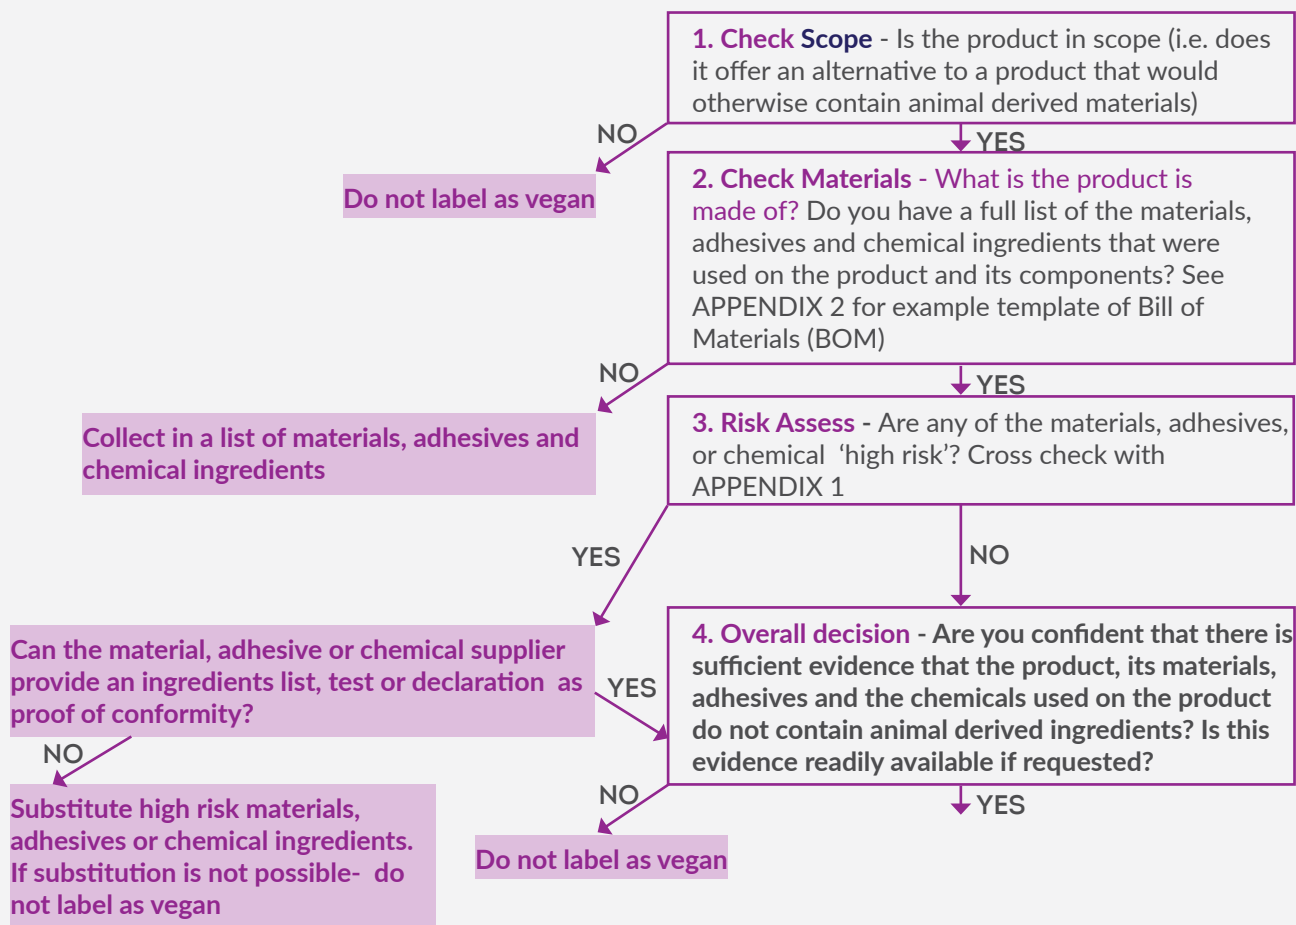 1. Check Scope - Is the product in scope (i.e. does
it offer an alternative to a product that would
otherwise contain animal derived materials)
NO
YES
Do not label as vegan
2. Check Materials - What is the product is
made of? Do you have a full list of the materials,
adhesives and chemical ingredients that were
used on the product and its components? See
APPENDIX 2 for example template of Bill of
Materials (BOM)
NO
YES
Collect in a list of materials, adhesives and
chemical ingredients
3. Risk Assess - Are any of the materials, adhesives,
or chemical ‘high risk’? Cross check with
APPENDIX 1
YES
NO
Can the material, adhesive or chemical supplier
provide an ingredients list, test or declaration as
proof of conformity?
YES
NO
4. Overall decision - Are you confident that there is
sufficient evidence that the product, its materials,
adhesives and the chemicals used on the product
do not contain animal derived ingredients? Is this
evidence readily available if requested?
Substitute high risk materials,
adhesives or chemical ingredients.
If substitution is not possible- do
not label as vegan
NO
YES
Do not label as vegan